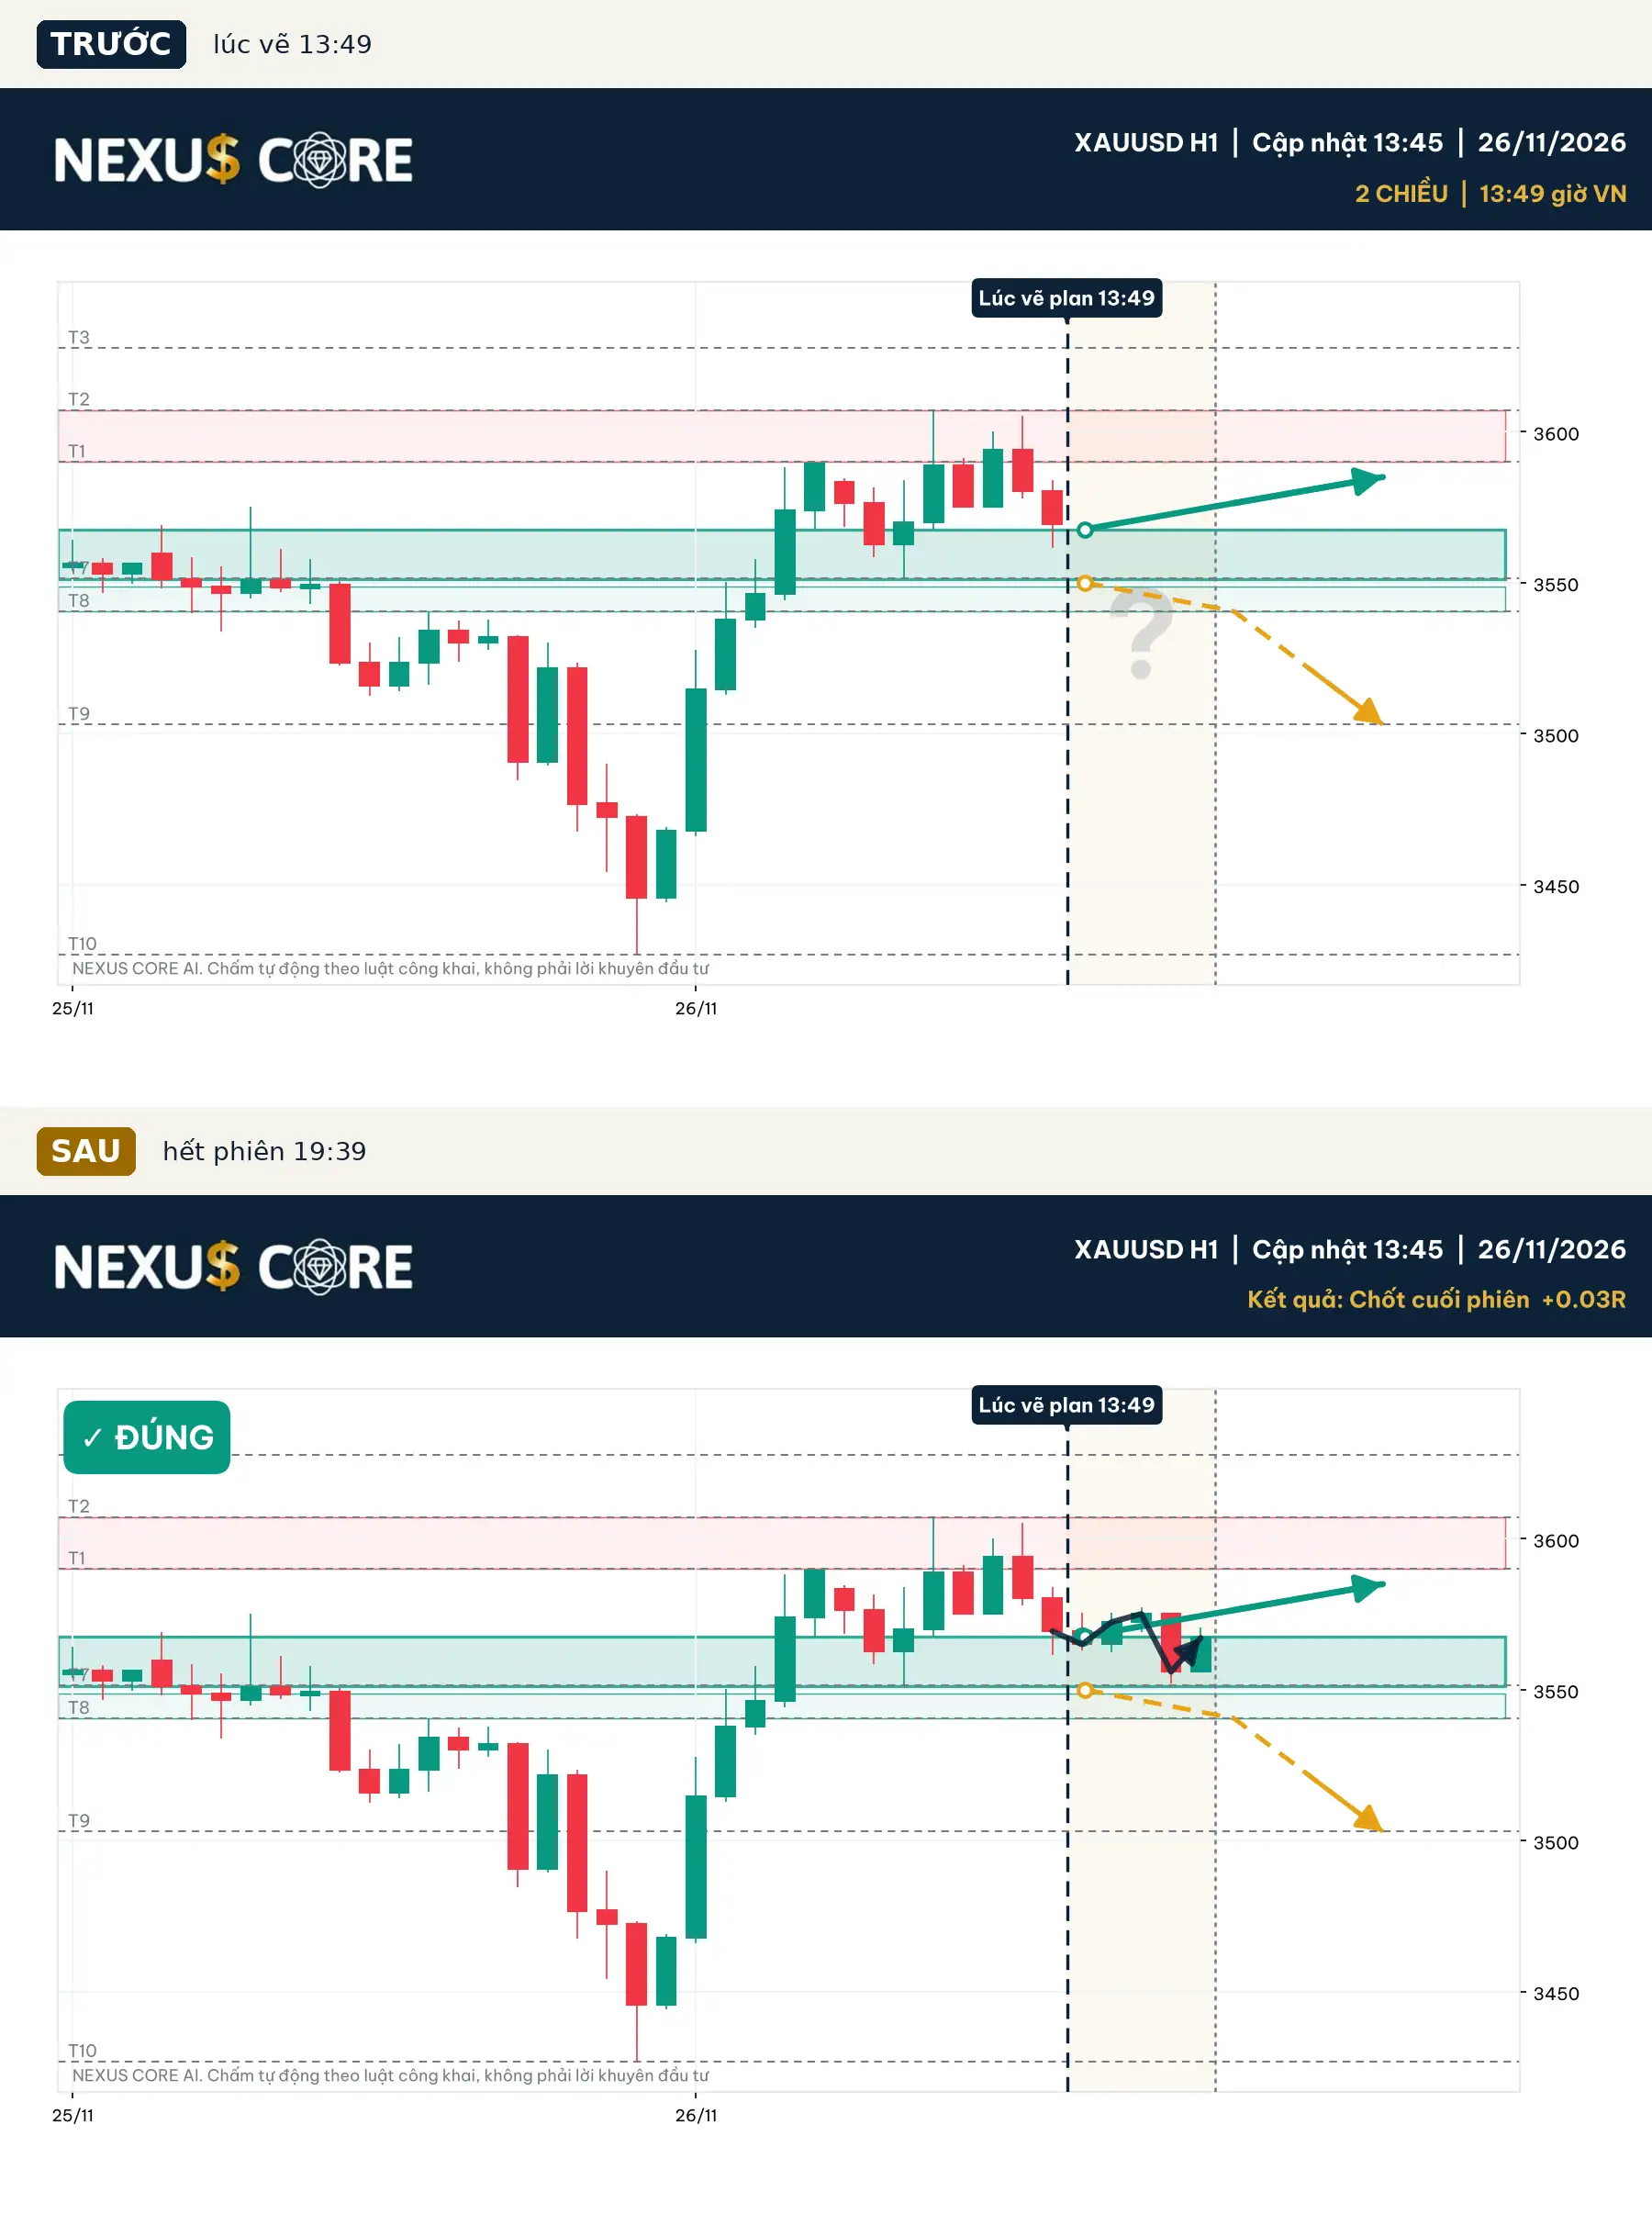 TRƯỚC lúc vẽ 13:49
NEXU$ CORE
XAUUSD H1 | Cập nhật 13:45 | 26/11/2026
2 CHIỀU | 13:49 giờ VN
Lúc vẽ plan 13:49
T3
T2
T1
3600
T7
3550
T8
?
T9
3500
3450
T10
NEXUS CORE AI. Chấm tự động theo luật công khai, không phải lời khuyên đầu tư
25/11 26/11
SAU hết phiên 19:39
NEXU$ CORE
XAUUSD H1 | Cập nhật 13:45 | 26/11/2026
Kết quả: Chốt cuối phiên +0.03R
Lúc vẽ plan 13:49
✓ ĐÚNG
T2
T1
3600
T7
3550
T8
T9
3500
3450
T10
NEXUS CORE AI. Chấm tự động theo luật công khai, không phải lời khuyên đầu tư
25/11 26/11